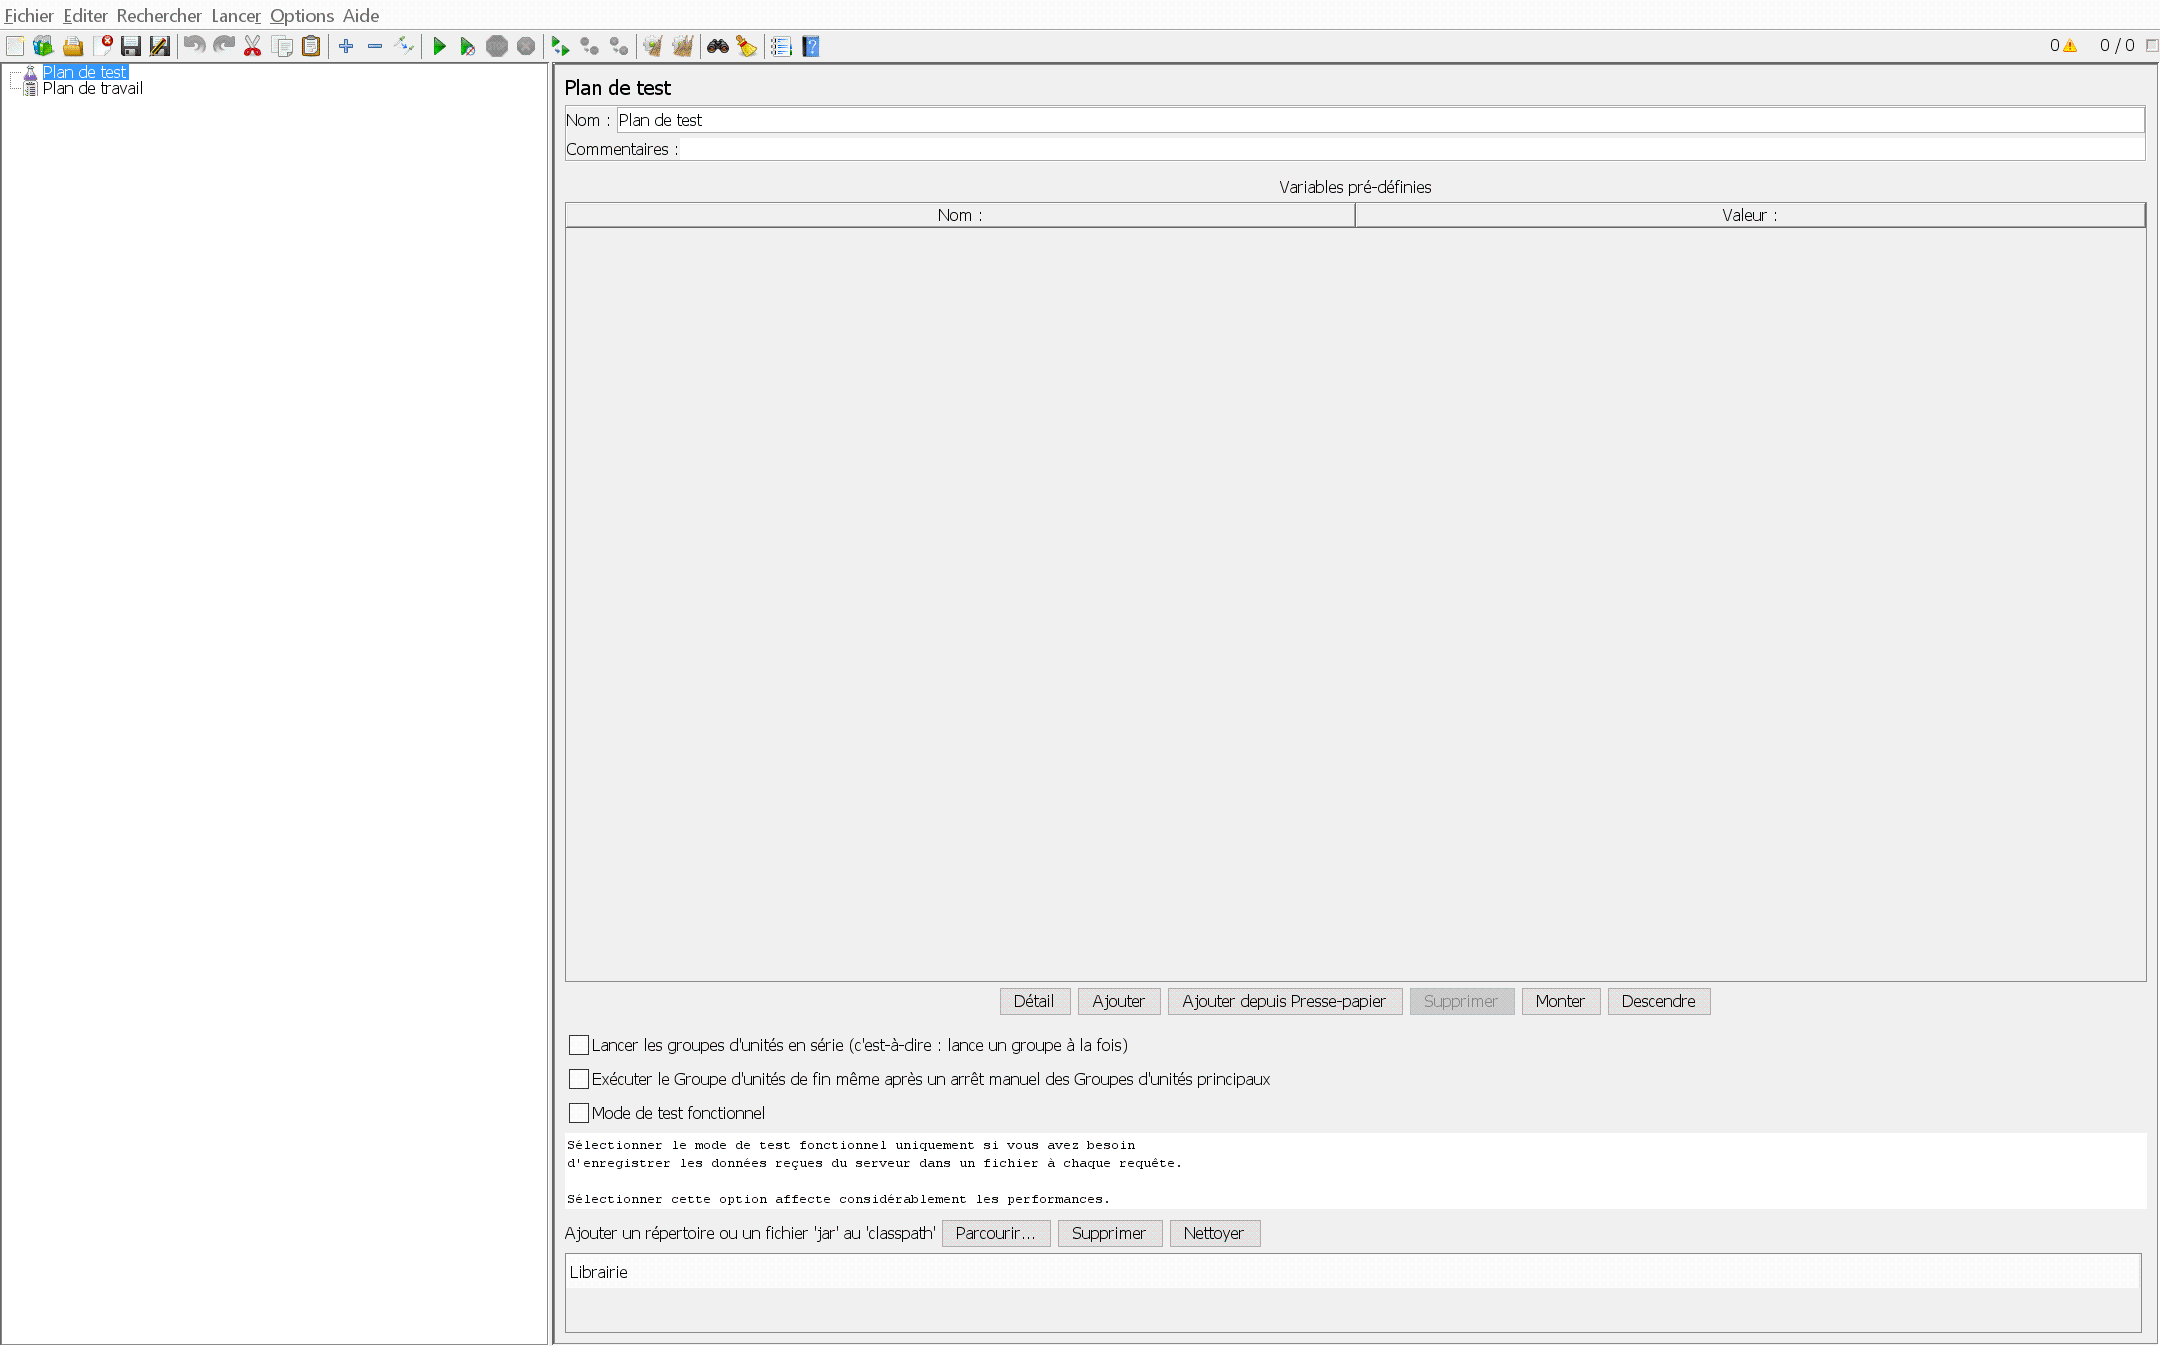 Fichier Editer Rechercher Lancer Options Aide
0 0 / 0
Plan de test
Plan de travail
Plan de test
Nom : Plan de test
Commentaires :
Variables pré-définies
Nom : Valeur :
Détail Ajouter Ajouter depuis Presse-papier Supprimer Monter Descendre
Lancer les groupes d'unités en série (c'est-à-dire : lance un groupe à la fois)
Exécuter le Groupe d'unités de fin même après un arrêt manuel des Groupes d'unités principaux
Mode de test fonctionnel
Sélectionner le mode de test fonctionnel uniquement si vous avez besoin
d'enregistrer les données reçues du serveur dans un fichier à chaque requête.
Sélectionner cette option affecte considérablement les performances.
Ajouter un répertoire ou un fichier 'jar' au 'classpath' Parcourir... Supprimer Nettoyer
Librairie